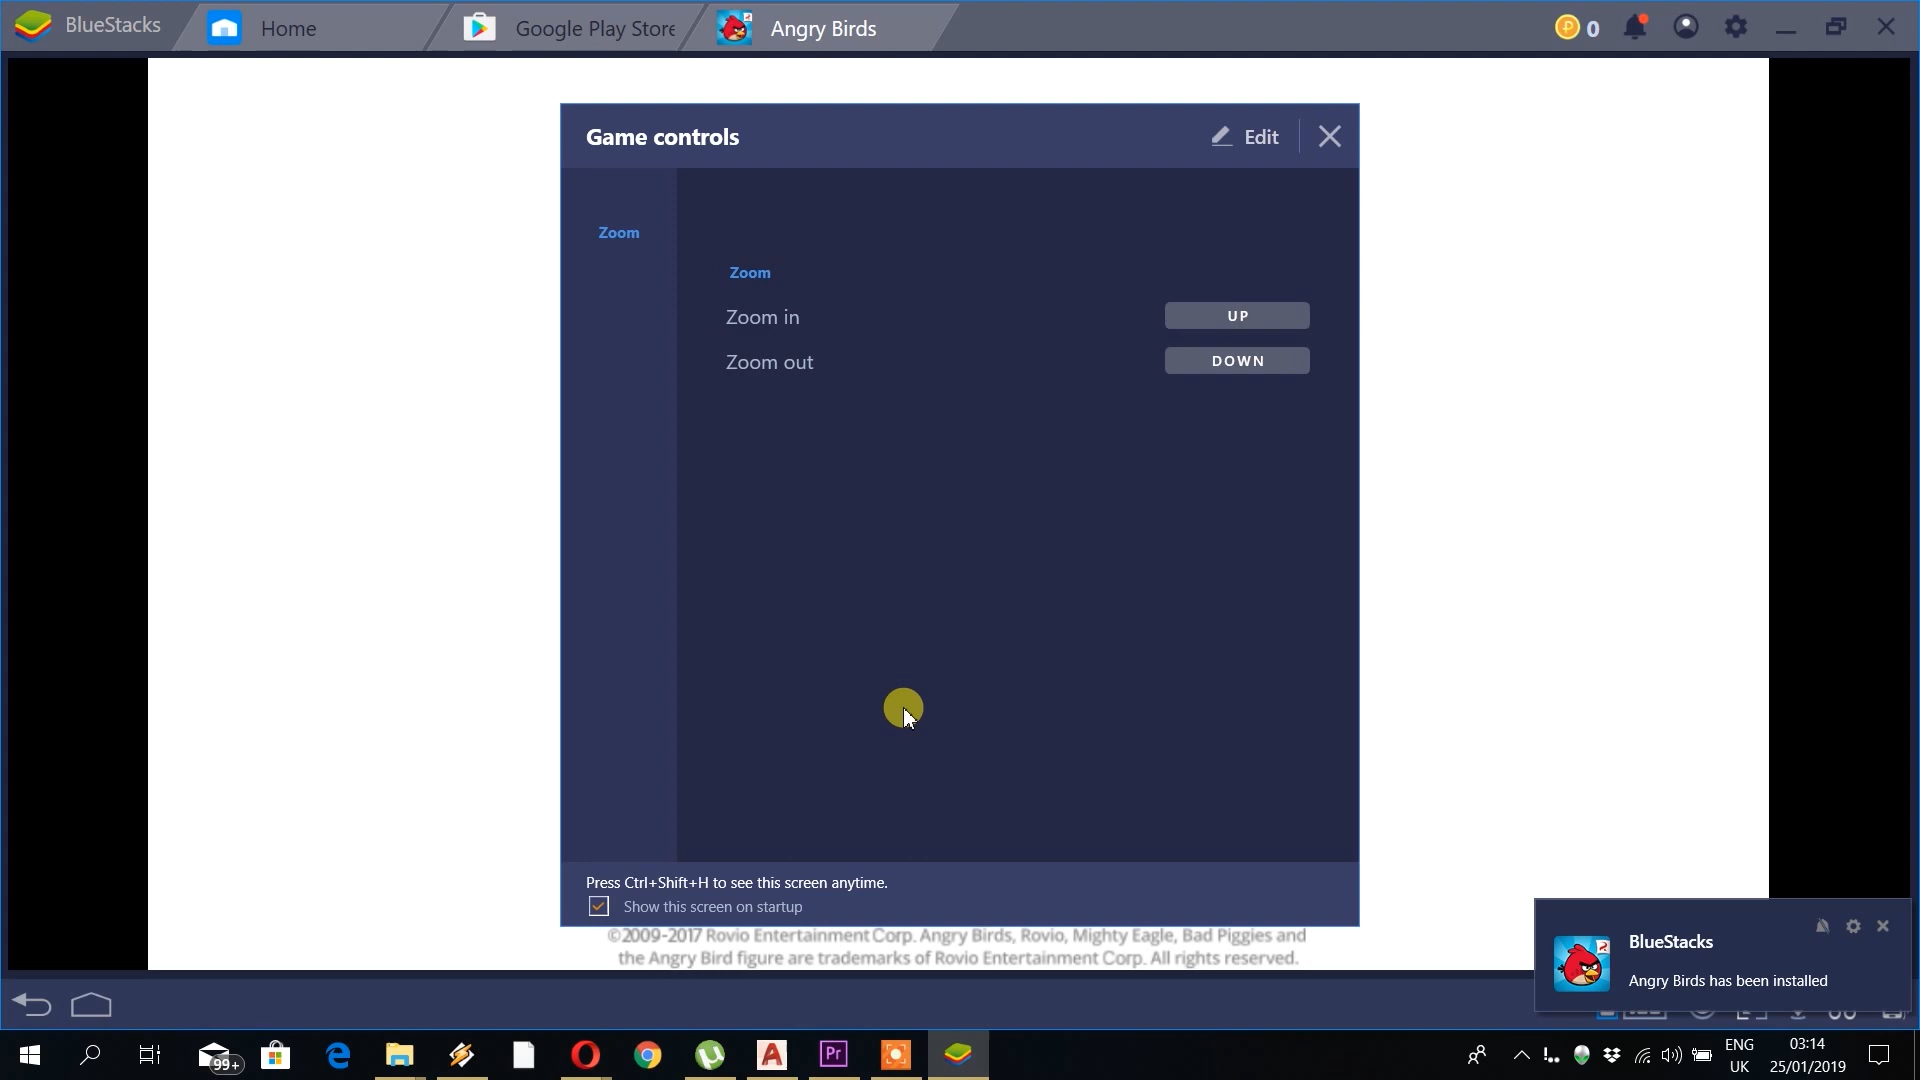 BlueStacks
Home
Google Play Store
Angry Birds
0
Game controls
Edit
Zoom
Zoom
Zoom in
UP
Zoom out
DOWN
Press Ctrl+Shift+H to see this screen anytime.
Show this screen on startup
©2009-2017 Rovio Entertainment Corp. Angry Birds, Rovio, Mighty Eagle, Bad Piggies and
the Angry Bird figure are trademarks of Rovio Entertainment Corp. All rights reserved.
BlueStacks
Angry Birds has been installed
99+
Pr
ENG
UK
03:14
25/01/2019